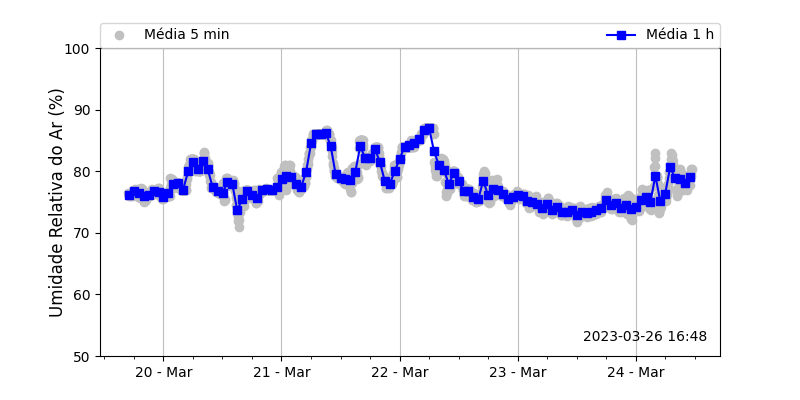 Média 5 min
Média 1 h
Umidade Relativa do Ar (%)
100
90
80
70
60
50
2023-03-26 16:48
20 - Mar
21 - Mar
22 - Mar
23 - Mar
24 - Mar